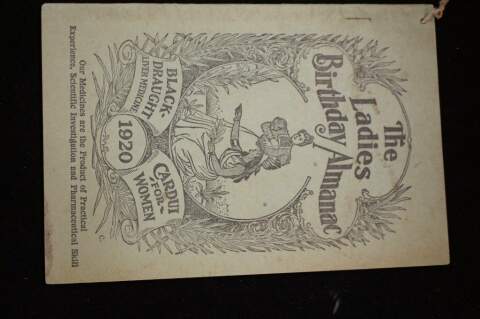 The
Ladies
Birthday Almanac
BLACK-
DRAUGHT
LIVER MEDICINE
1920
CARDUI
-FOR-
WOMEN
C.
Our Medicines are the Product of Practical
Experience, Scientific Investigation and Pharmaceutical Skill